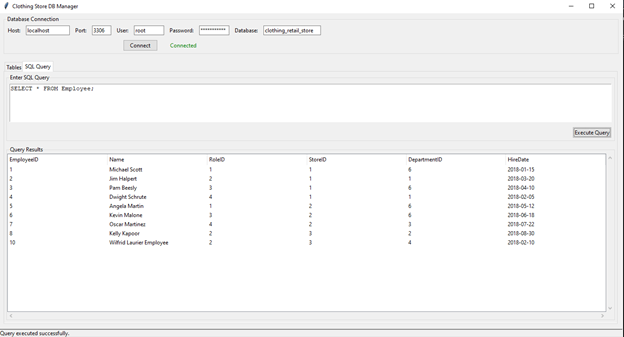 Clothing Store DB Manager
Database Connection
Host: localhost Port: 3306 User: root Password: *********** Database: clothing_retail_store
Connect Connected
Tables SQL Query
Enter SQL Query
SELECT * FROM Employee;
Execute Query
Query Results
EmployeeID Name RoleID StoreID DepartmentID HireDate
1 Michael Scott 1 1 6 2018-01-15
2 Jim Halpert 2 1 1 2018-03-20
3 Pam Beesly 3 1 6 2018-04-10
4 Dwight Schrute 4 1 1 2018-02-05
5 Angela Martin 1 2 6 2018-05-12
6 Kevin Malone 3 2 6 2018-06-18
7 Oscar Martinez 4 2 3 2018-07-22
8 Kelly Kapoor 2 3 2 2018-08-30
10 Wilfrid Laurier Employee 2 3 4 2018-02-10
Query executed successfully.